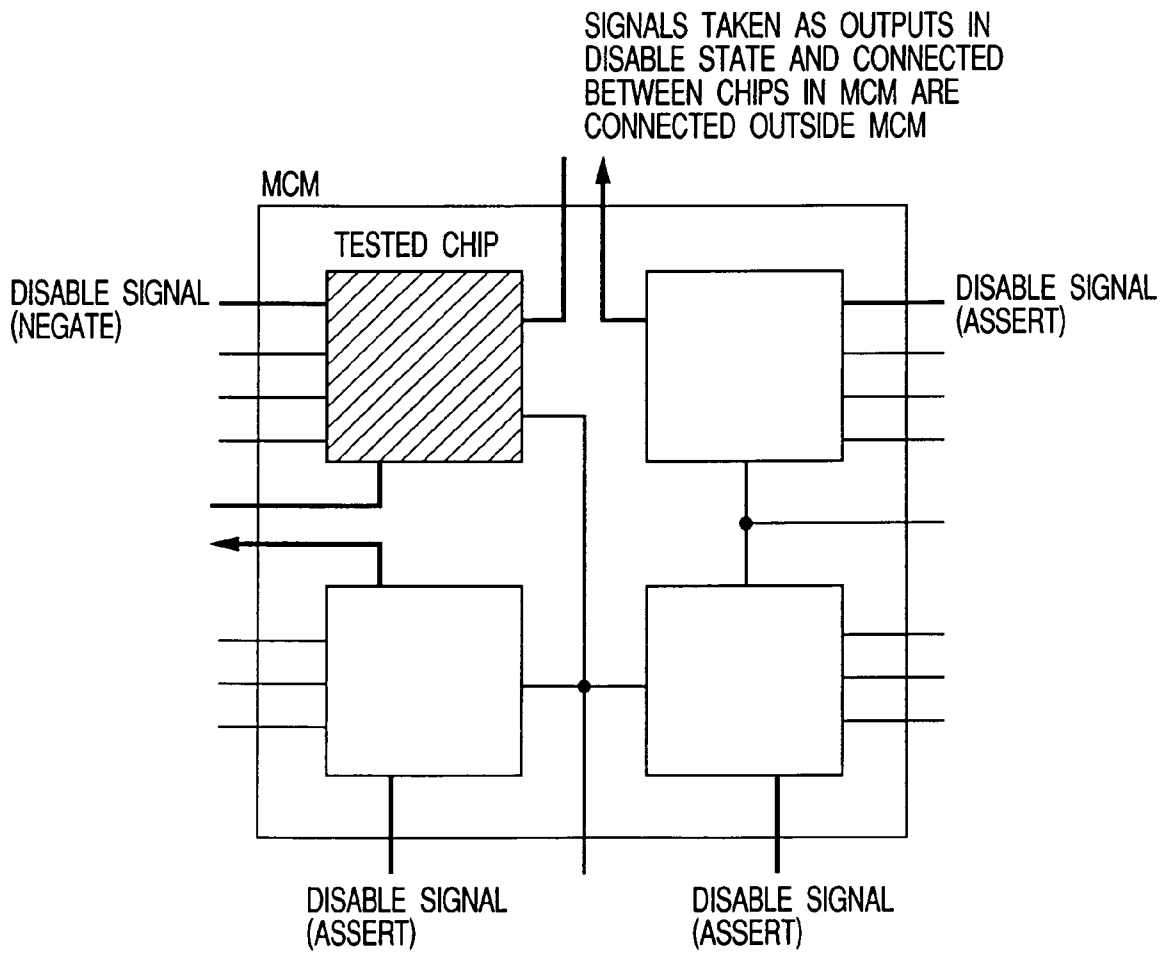 SIGNALS TAKEN AS OUTPUTS IN
DISABLE STATE AND CONNECTED
BETWEEN CHIPS IN MCM ARE
CONNECTED OUTSIDE MCM
MCM
TESTED CHIP
DISABLE SIGNAL
(NEGATE)
DISABLE SIGNAL
(ASSERT)
DISABLE SIGNAL
(ASSERT)
DISABLE SIGNAL
(ASSERT)